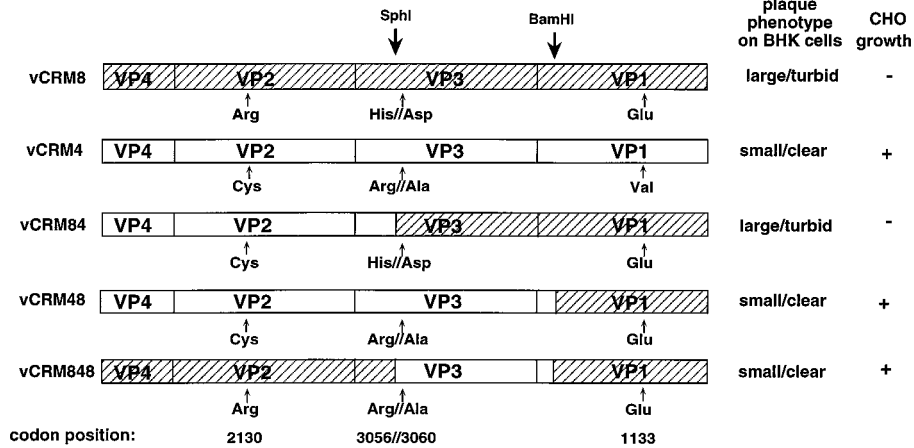 SphI BamHI plaque phenotype on BHK cells CHO growth
vCRM8 VP4 VP2 VP3 VP1 large/turbid -
Arg His//Asp Glu
vCRM4 VP4 VP2 VP3 VP1 small/clear +
Cys Arg//Ala Val
vCRM84 VP4 VP2 VP3 VP1 large/turbid -
Cys His//Asp Glu
vCRM48 VP4 VP2 VP3 VP1 small/clear +
Cys Arg//Ala Glu
vCRM848 VP4 VP2 VP3 VP1 small/clear +
Arg Arg//Ala Glu
codon position: 2130 3056//3060 1133